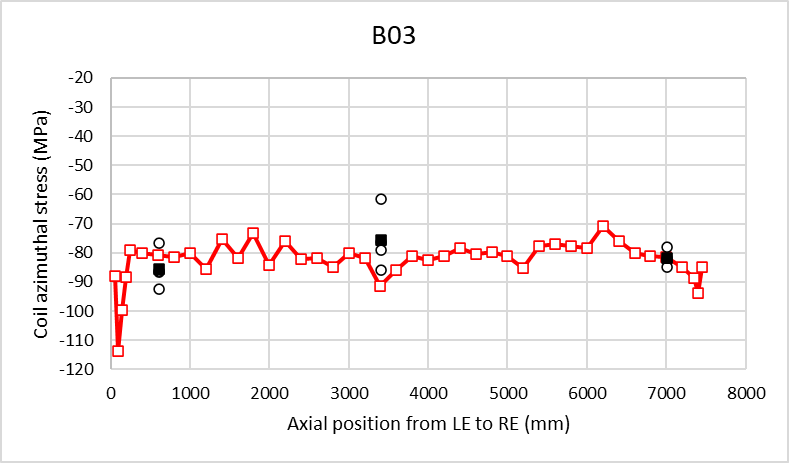 B03
Coil azimuthal stress (MPa)
-20
-30
-40
-50
-60
-70
-80
-90
-100
-110
-120
0 1000 2000 3000 4000 5000 6000 7000 8000
Axial position from LE to RE (mm)